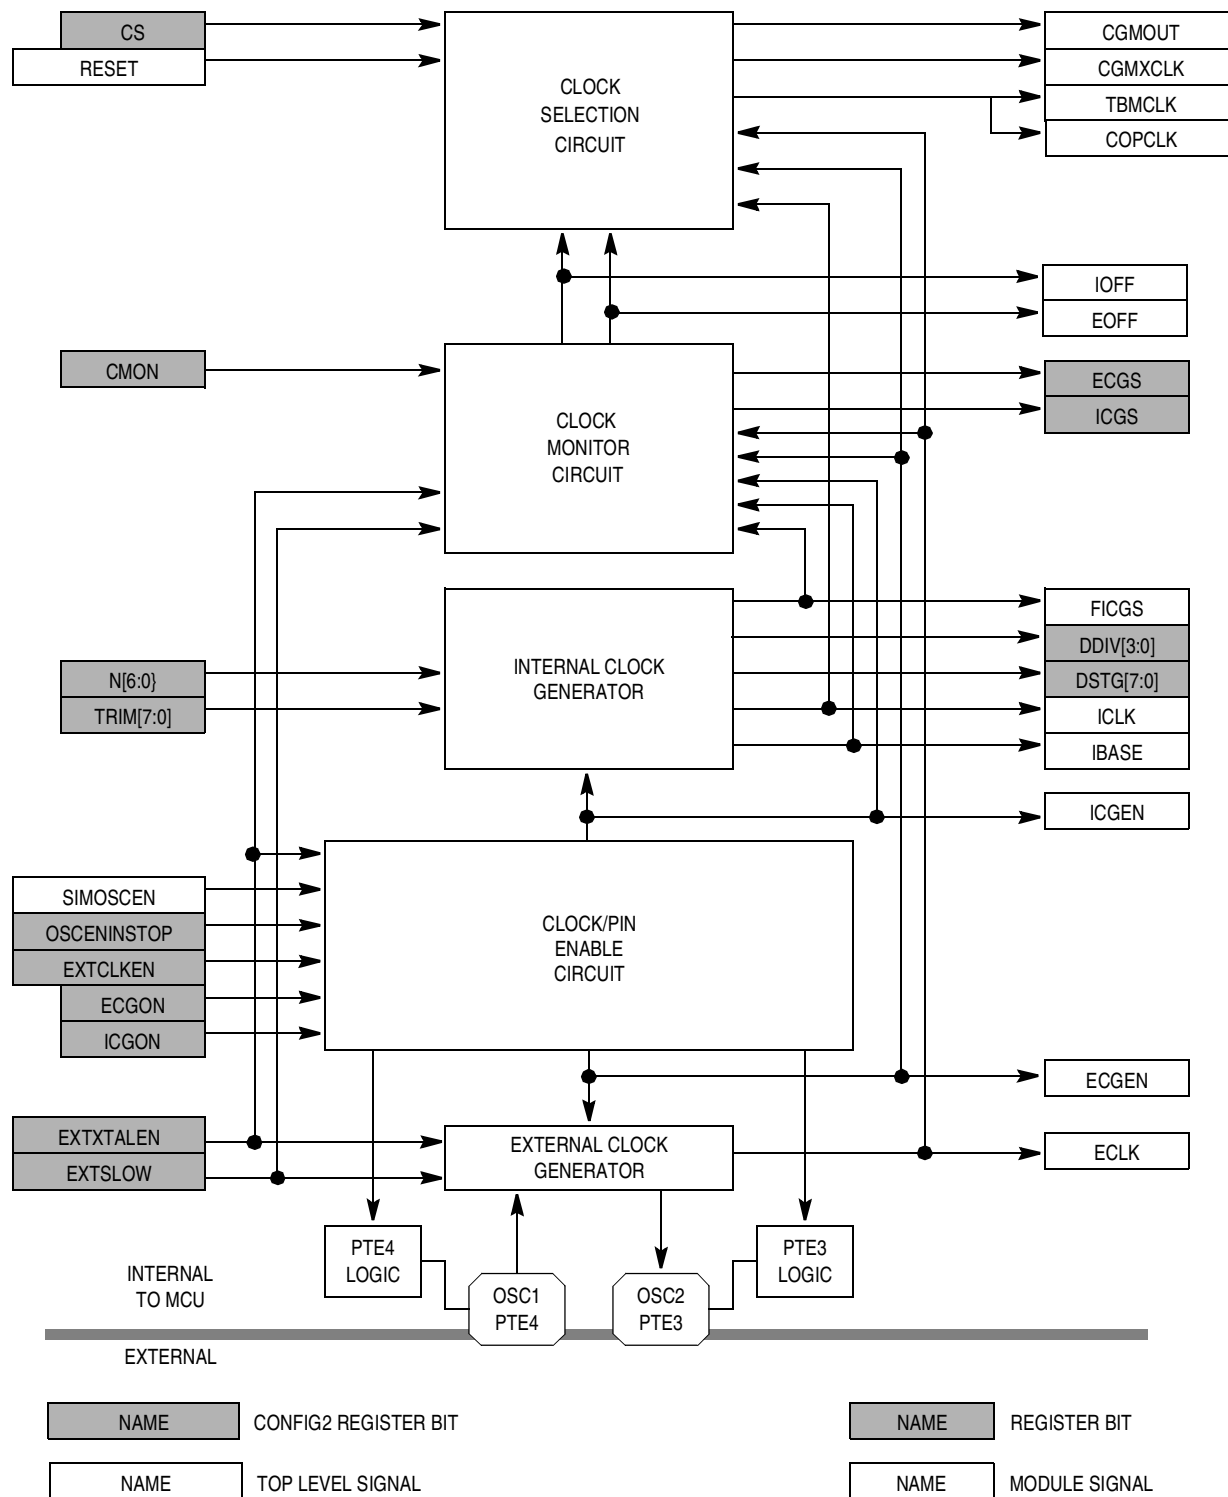 CS
RESET
CLOCK
SELECTION
CIRCUIT
CGMOUT
CGMXCLK
TBMCLK
COPCLK
IOFF
EOFF
CMON
CLOCK
MONITOR
CIRCUIT
ECGS
ICGS
N[6:0}
TRIM[7:0]
INTERNAL CLOCK
GENERATOR
FICGS
DDIV[3:0]
DSTG[7:0]
ICLK
IBASE
ICGEN
SIMOSCEN
OSCENINSTOP
EXTCLKEN
ECGON
ICGON
CLOCK/PIN
ENABLE
CIRCUIT
ECGEN
EXTXTALEN
EXTSLOW
EXTERNAL CLOCK
GENERATOR
ECLK
PTE4
LOGIC
PTE3
LOGIC
OSC1
PTE4
OSC2
PTE3
INTERNAL
TO MCU
EXTERNAL
NAME
CONFIG2 REGISTER BIT
NAME
REGISTER BIT
NAME
TOP LEVEL SIGNAL
NAME
MODULE SIGNAL